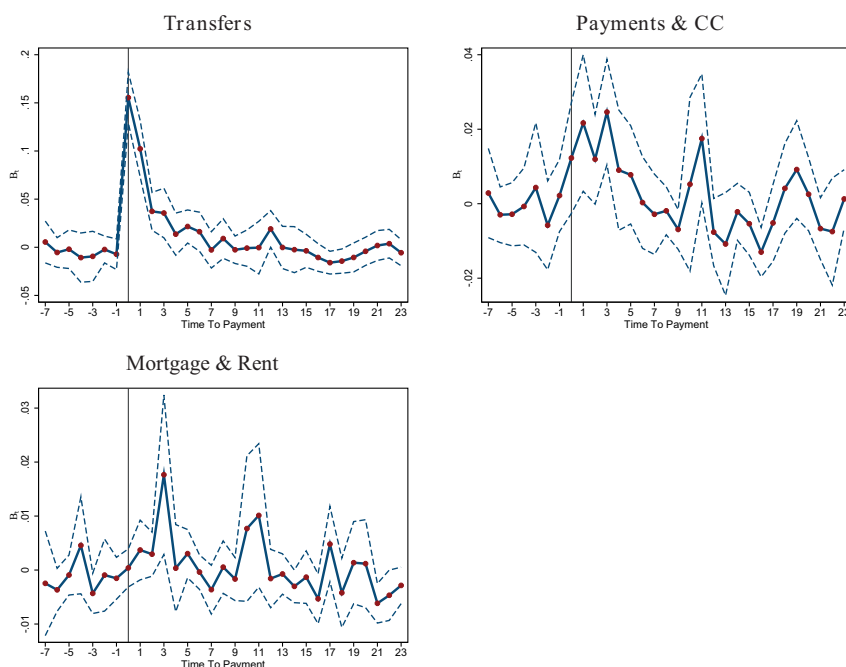 Transfers
.2
.15
.1
.05
0
-.05
Bₜ
-7 -5 -3 -1 1 3 5 7 9 11 13 15 17 19 21 23
Time To Payment
Payments & CC
.04
.02
0
-.02
Bₜ
-7 -5 -3 -1 1 3 5 7 9 11 13 15 17 19 21 23
Time To Payment
Mortgage & Rent
.03
.02
.01
0
-.01
Bₜ
-7 -5 -3 -1 1 3 5 7 9 11 13 15 17 19 21 23
Time To Payment